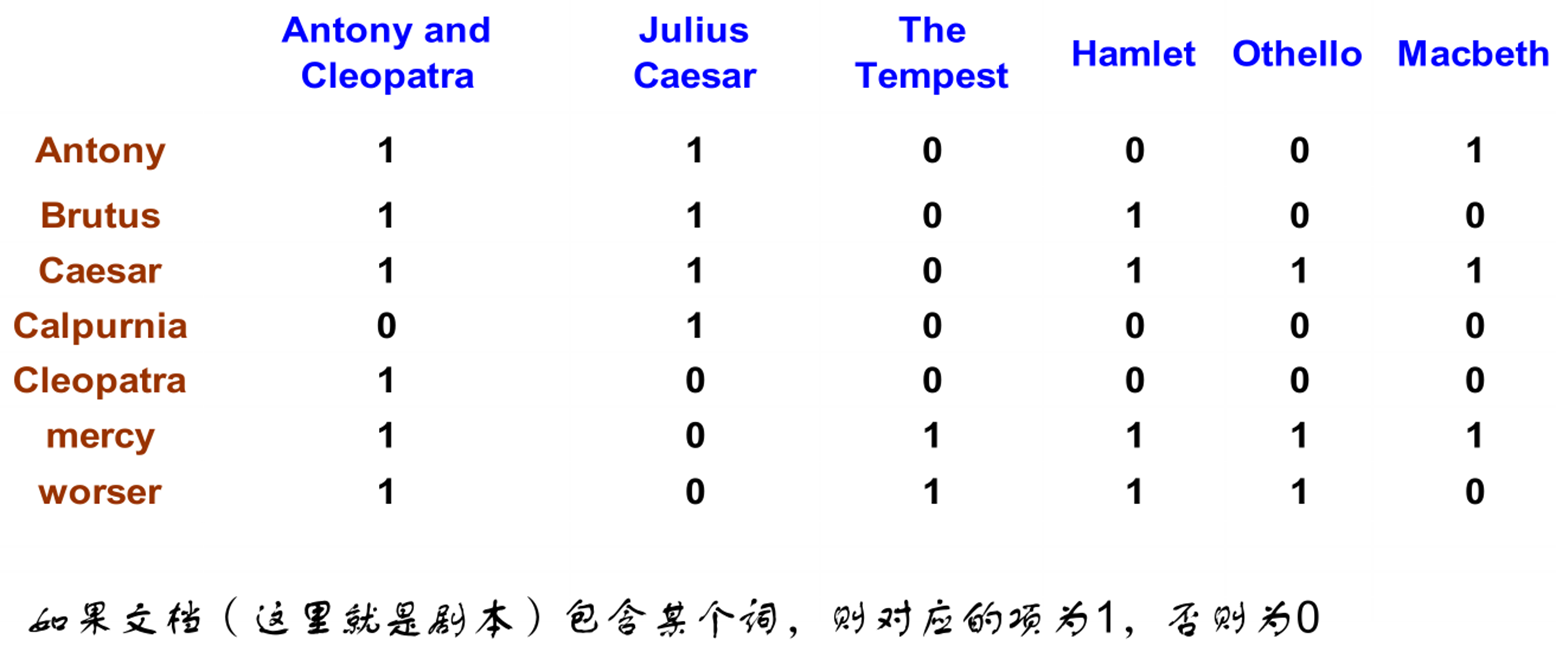 Antony and Cleopatra Julius Caesar The Tempest Hamlet Othello Macbeth
Antony 1 1 0 0 0 1
Brutus 1 1 0 1 0 0
Caesar 1 1 0 1 1 1
Calpurnia 0 1 0 0 0 0
Cleopatra 1 0 0 0 0 0
mercy 1 0 1 1 1 1
worser 1 0 1 1 1 0
如果文档（这里就是剧本）包含某个词，则对应的项为1，否则为0